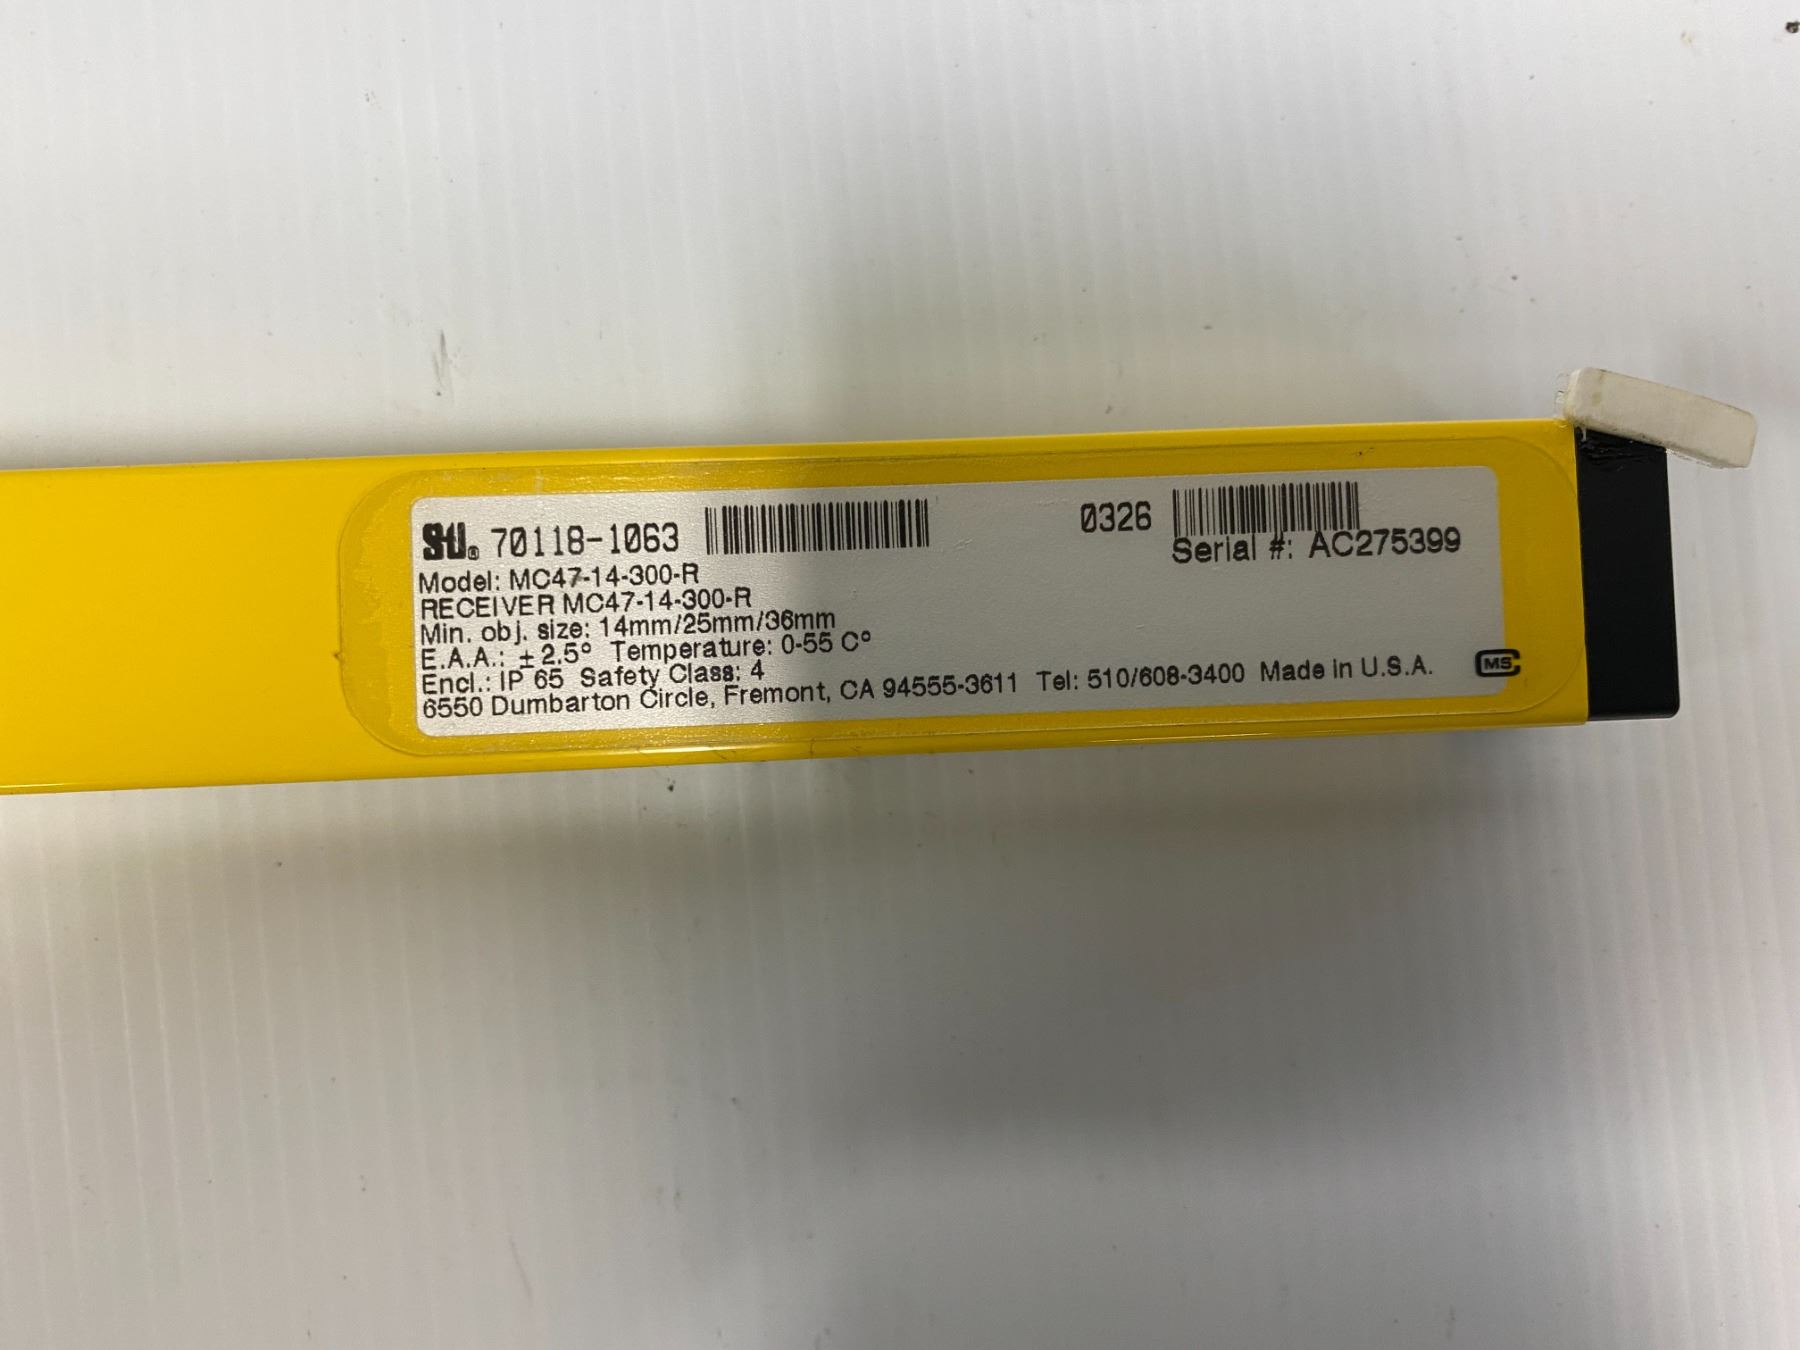 STI® 70118-1063
0326
Serial #: AC275399
Model: MC47-14-300-R
RECEIVER MC47-14-300-R
Min. obj. size: 14mm/25mm/36mm
E.A.A.: ± 2.5° Temperature: 0-55 C°
Encl.: IP 65 Safety Class: 4
6550 Dumbarton Circle, Fremont, CA 94555-3611 Tel: 510/608-3400 Made in U.S.A.
CMS